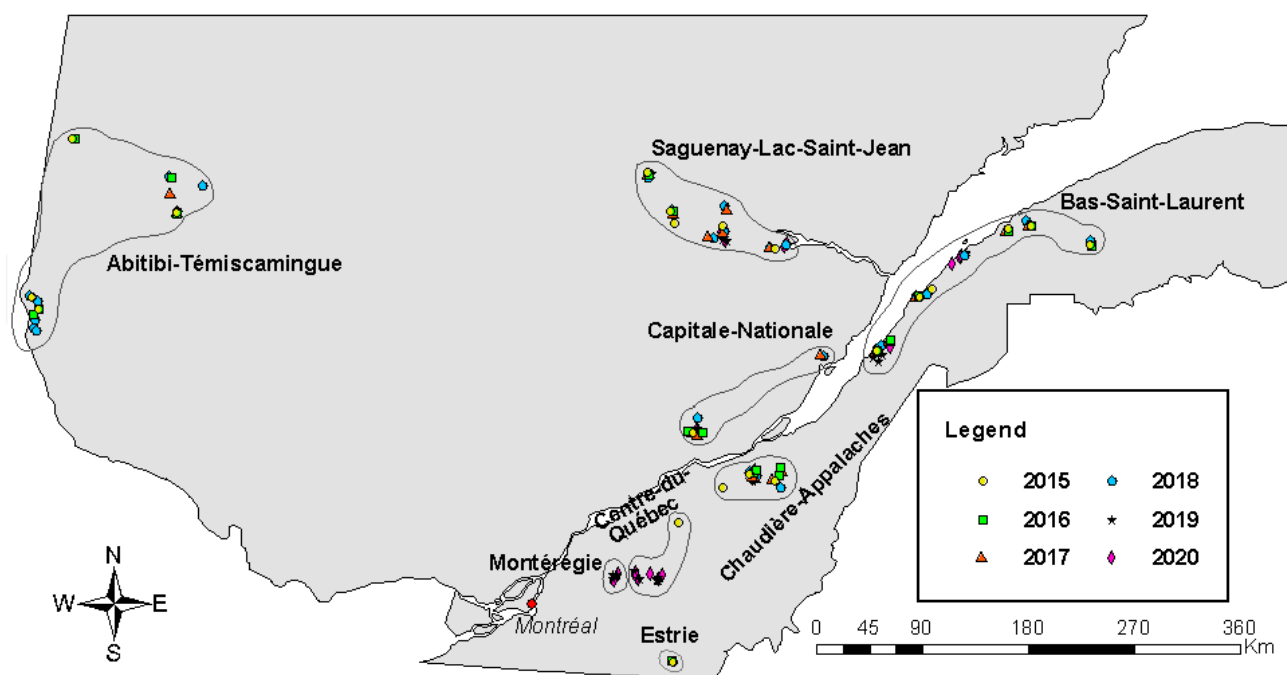 Saguenay-Lac-Saint-Jean
Bas-Saint-Laurent
Abitibi-Témiscamingue
Capitale-Nationale
Centre-du-
Québec
Chaudière-Appalaches
Montérégie
Montréal
Estrie
N
W E
S
Legend
2015 2018
2016 2019
2017 2020
0 45 90 180 270 360
Km